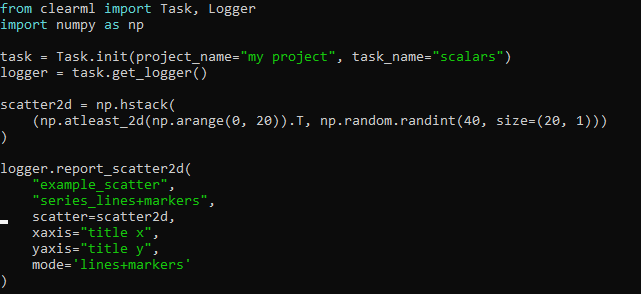 from clearml import Task, Logger
import numpy as np

task = Task.init(project_name="my project", task_name="scalars")
logger = task.get_logger()

scatter2d = np.hstack(
    (np.atleast_2d(np.arange(0, 20)).T, np.random.randint(40, size=(20, 1)))
)

logger.report_scatter2d(
    "example_scatter",
    "series_lines+markers",
    scatter=scatter2d,
    xaxis="title x",
    yaxis="title y",
    mode='lines+markers'
)